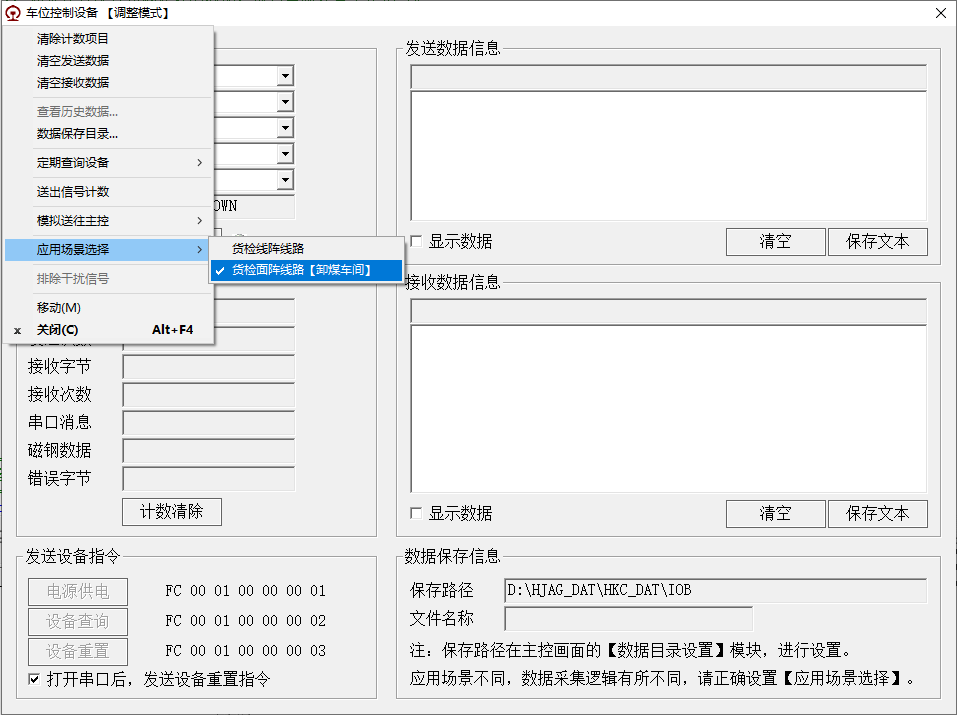 车位控制设备 【调整模式】
清除计数项目
清空发送数据
清空接收数据
查看历史数据...
数据保存目录...
定期查询设备
送出信号计数
模拟送往主控
应用场景选择
货检线阵线路
货检面阵线路【卸煤车间】
排除干扰信号
移动(M)
x 关闭(C) Alt+F4
OWN
接收字节
接收次数
串口消息
磁钢数据
错误字节
计数清除
发送设备指令
电源供电 FC 00 01 00 00 00 01
设备查询 FC 00 01 00 00 00 02
设备重置 FC 00 01 00 00 00 03
打开串口后，发送设备重置指令
发送数据信息
显示数据 清空 保存文本
接收数据信息
显示数据 清空 保存文本
数据保存信息
保存路径 D:\HJAG_DAT\HKC_DAT\IOB
文件名称
注：保存路径在主控画面的【数据目录设置】模块，进行设置。
应用场景不同，数据采集逻辑有所不同，请正确设置【应用场景选择】。